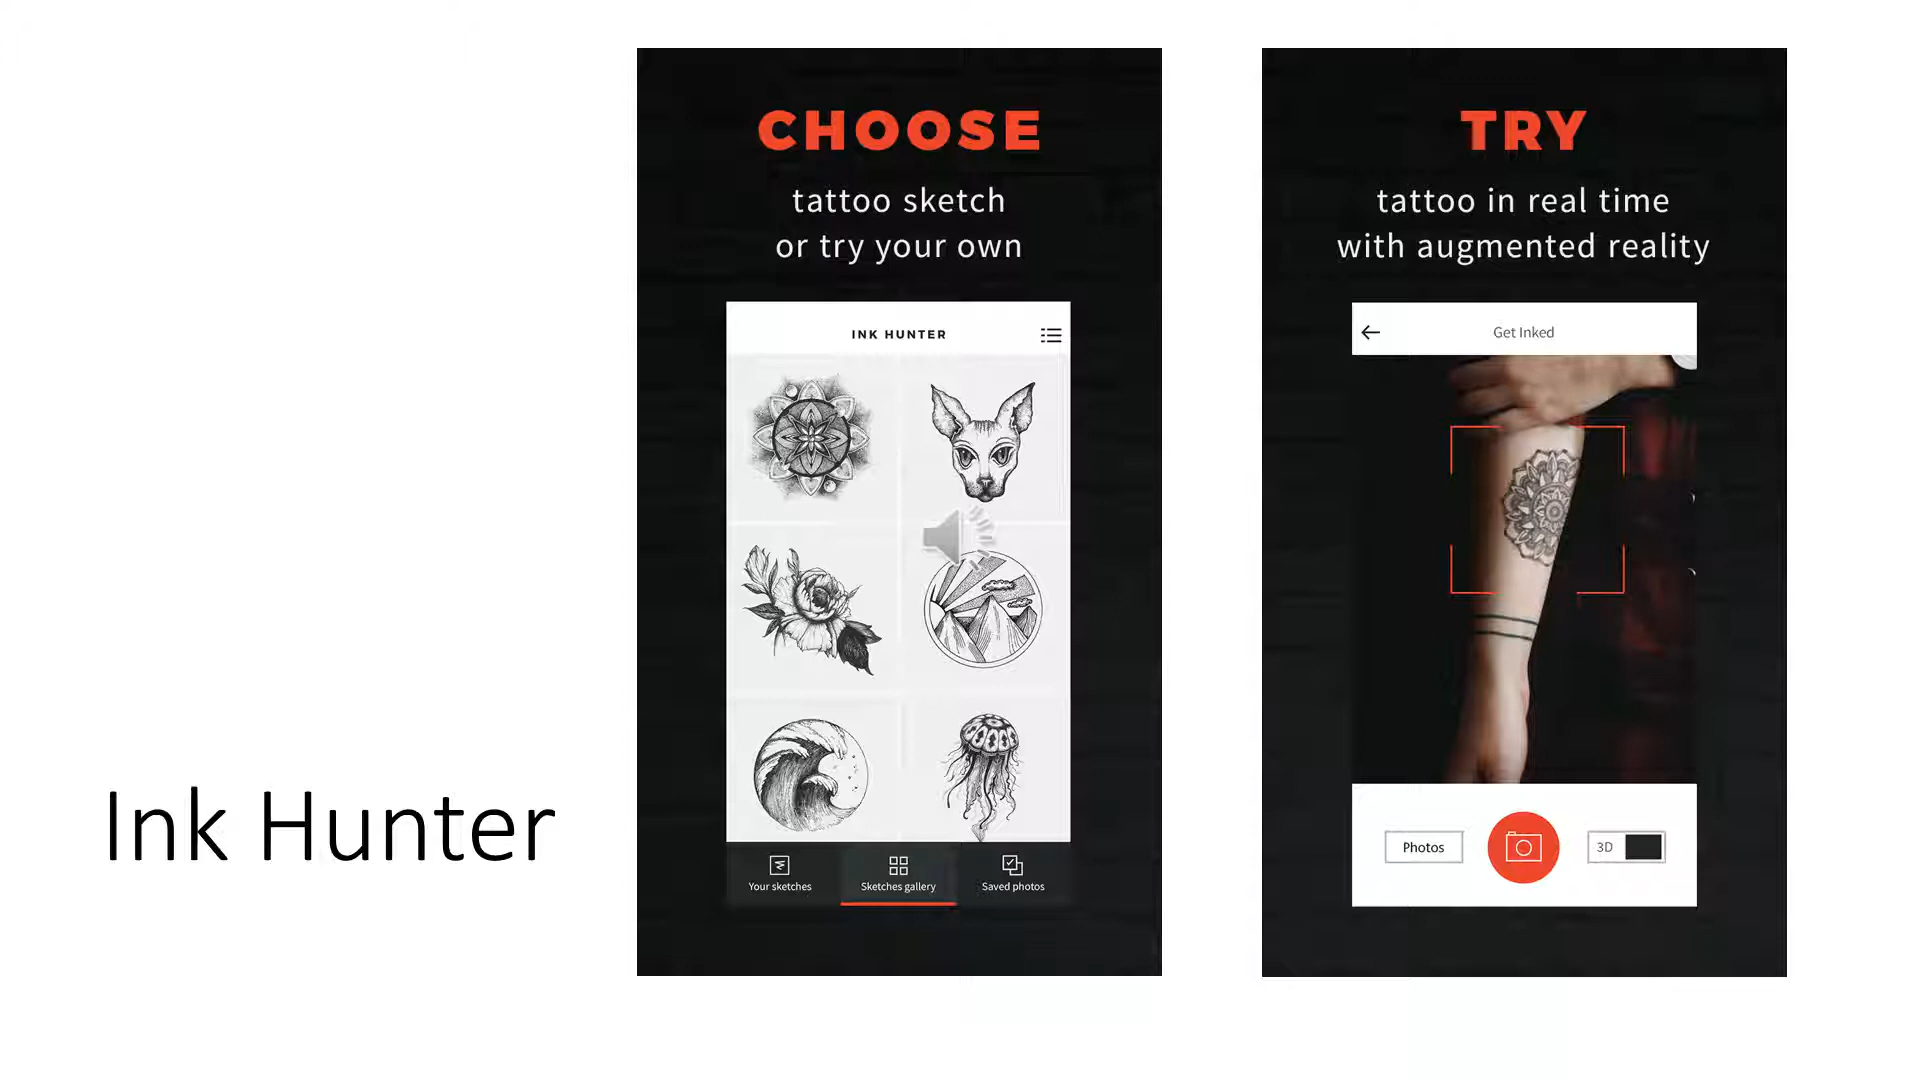 Ink Hunter
CHOOSE
tattoo sketch
or try your own
INK HUNTER
Your sketches
Sketches gallery
Saved photos
TRY
tattoo in real time
with augmented reality
Get Inked
Photos
3D